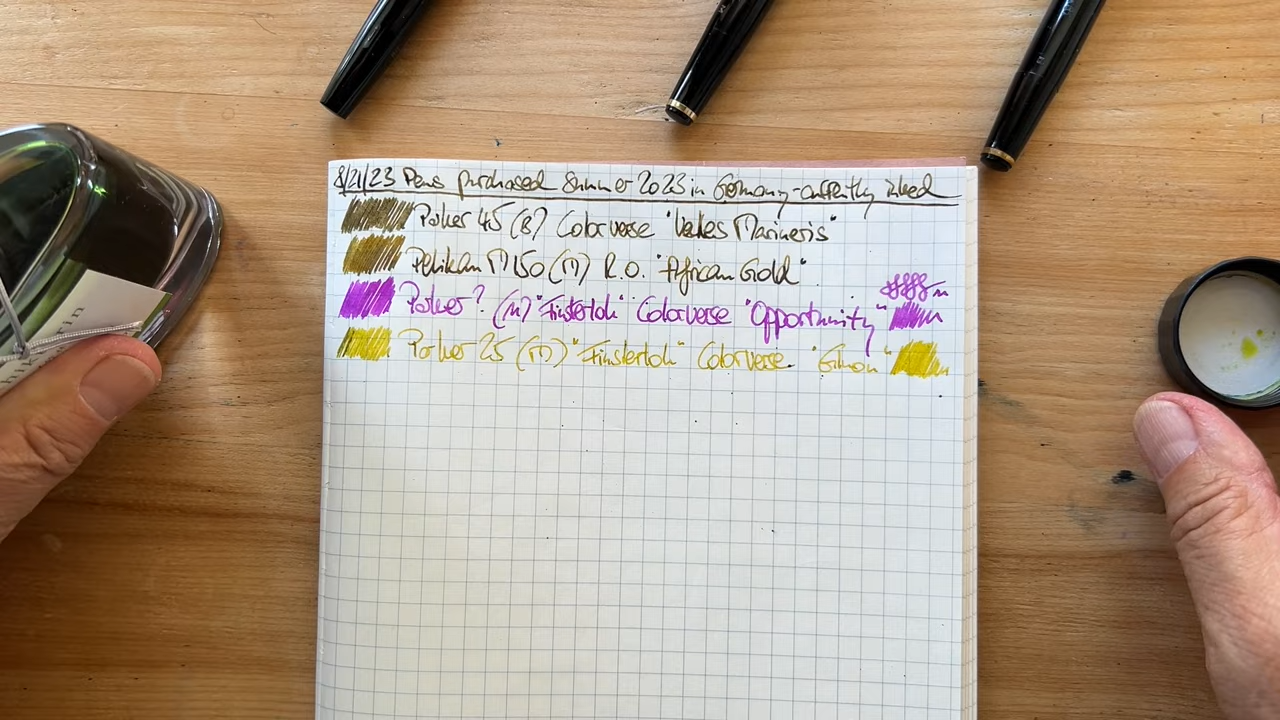 8/21/23 Pens purchased Summer 2023 in Germany - currently inked
Parker 45 (B) Colorverse "Valles Marineris"
Pelikan M150 (M) R.O. "African Gold"
Parker? (M) "Finsterloh" Colorverse "Opportunity"
Parker 25 (M) "Finsterloh" Colorverse